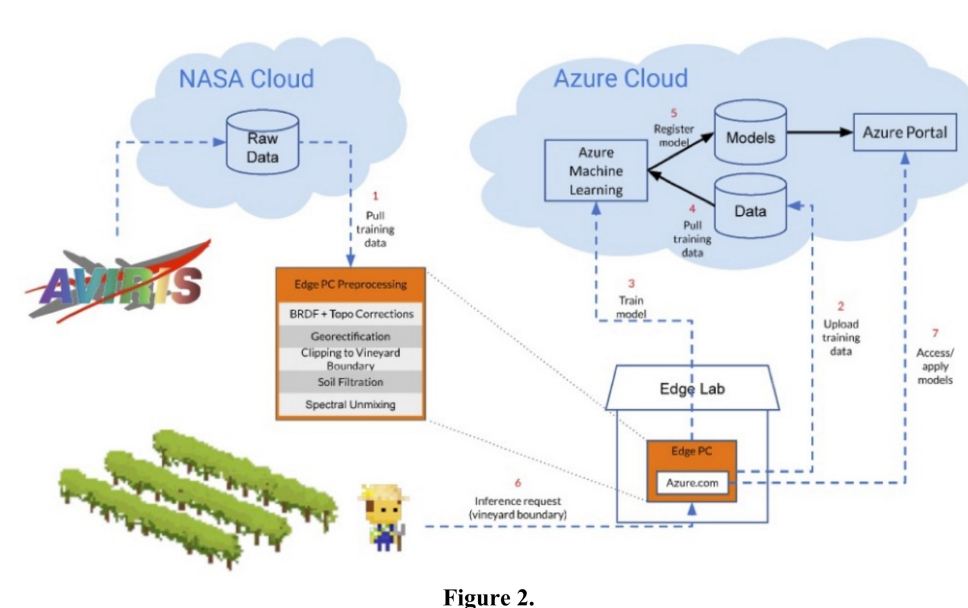 NASA Cloud
Raw
Data
1
Pull
training
data
AVIRIS
Edge PC Preprocessing
BRDF + Topo Corrections
Georectification
Clipping to Vineyard
Boundary
Soil Filtration
Spectral Unmixing
Azure Cloud
Azure
Machine
Learning
5
Register
model
Models
Azure Portal
4
Pull
training
data
Data
3
Train
model
2
Upload
training
data
7
Access/
apply
models
Edge Lab
Edge PC
Azure.com
6
Inference request
(vineyard boundary)
Figure 2.